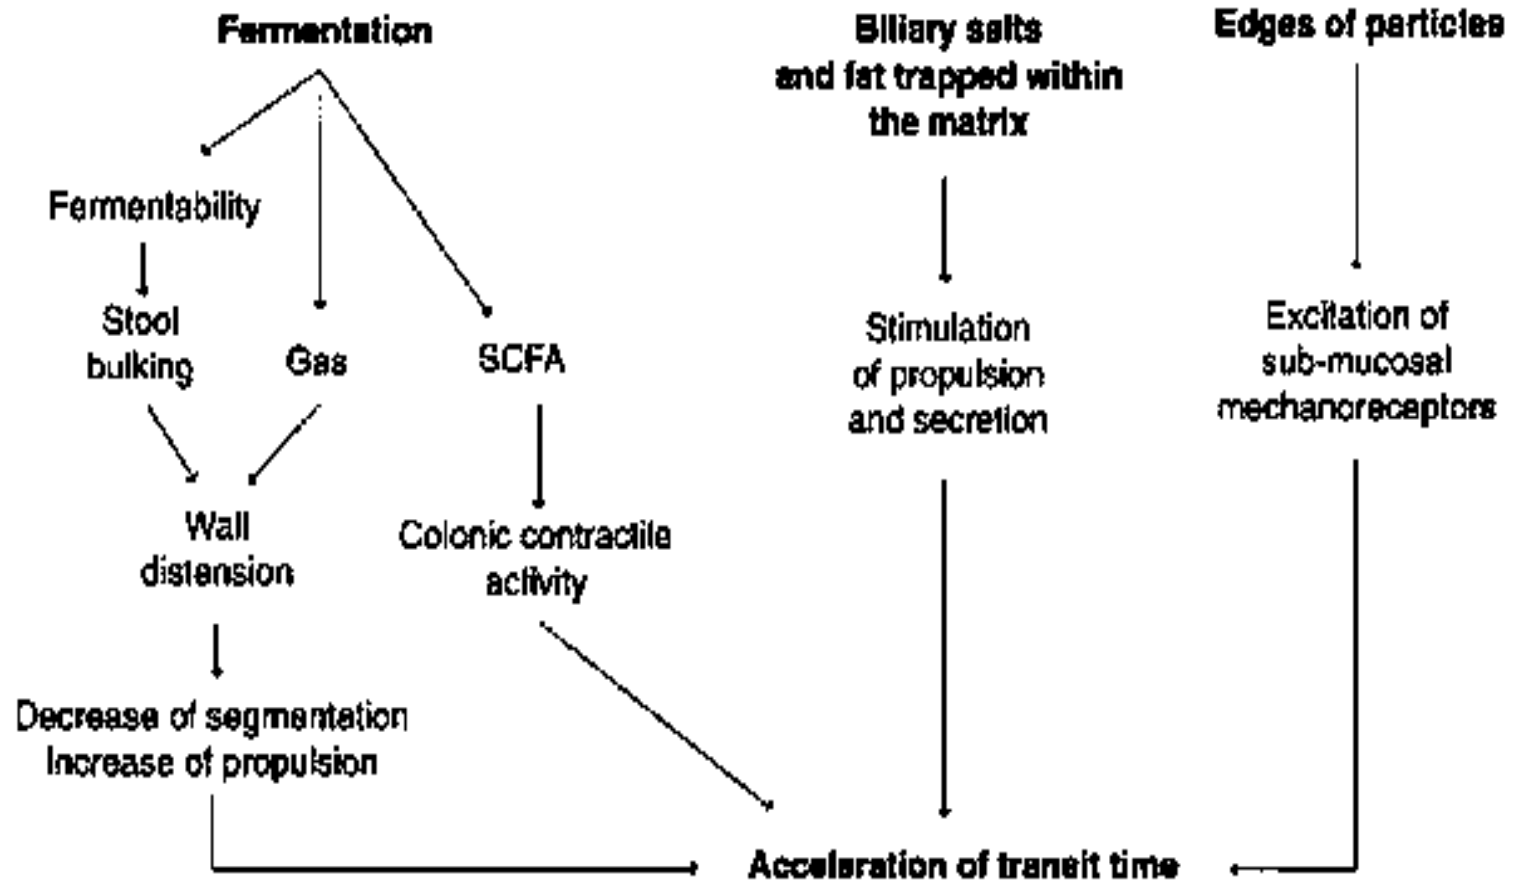 Fermentation
Biliary salts
and fat trapped within
the matrix
Edges of particles
Fermentability
Stool
bulking
Gas
SCFA
Stimulation
of propulsion
and secretion
Excitation of
sub-mucosal
mechanoreceptors
Wall
distension
Colonic contractile
activity
Decrease of segmentation
Increase of propulsion
Acceleration of transit time